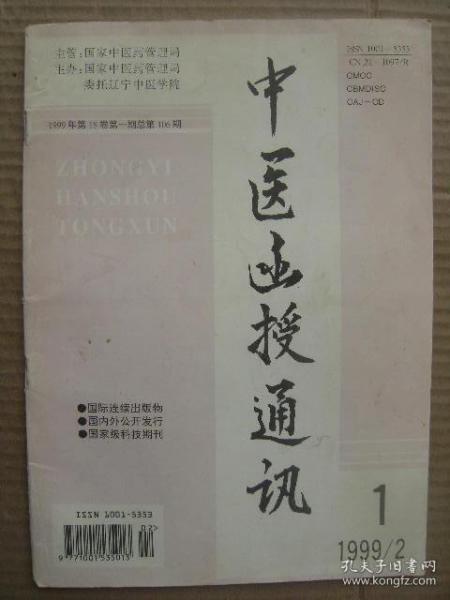 主管：国家中医药管理局
主办：国家中医药管理局
委托辽宁中医学院
ISSN 1001-5353
CN 21-1097/R
CMCC
CBMDISC
CAJ-CD
1999年第18卷第一期总第106期
ZHONGYI
HANSHOU
TONGXUN
中医函授通讯
●国际连续出版物
●国内外公开发行
●国家级科技期刊
ISSN 1001-5353
02>
9 771001 535013
1
1999/2
孔夫子旧书网